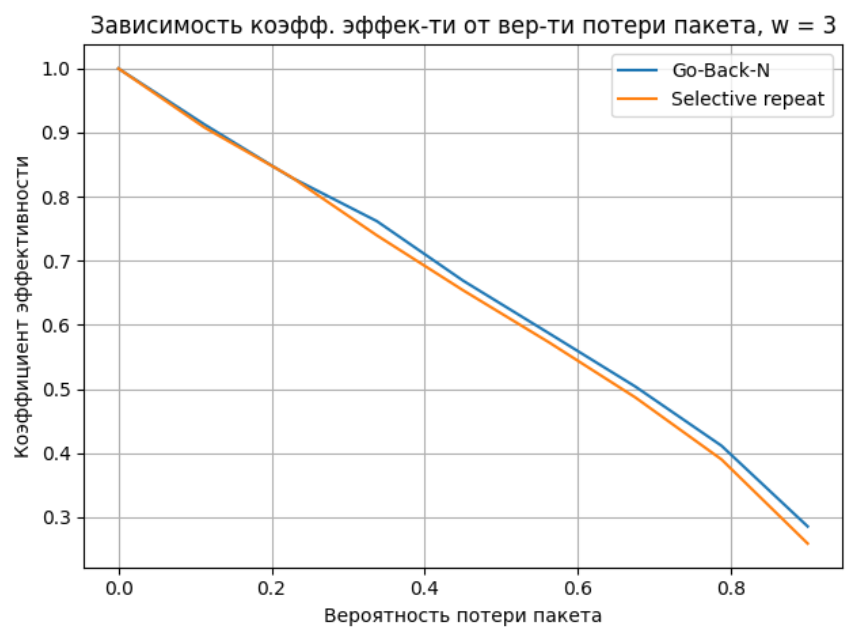 Зависимость коэфф. эффек-ти от вер-ти потери пакета, w = 3
Go-Back-N
Selective repeat
Коэффициент эффективности
1.0
0.9
0.8
0.7
0.6
0.5
0.4
0.3
0.0 0.2 0.4 0.6 0.8
Вероятность потери пакета